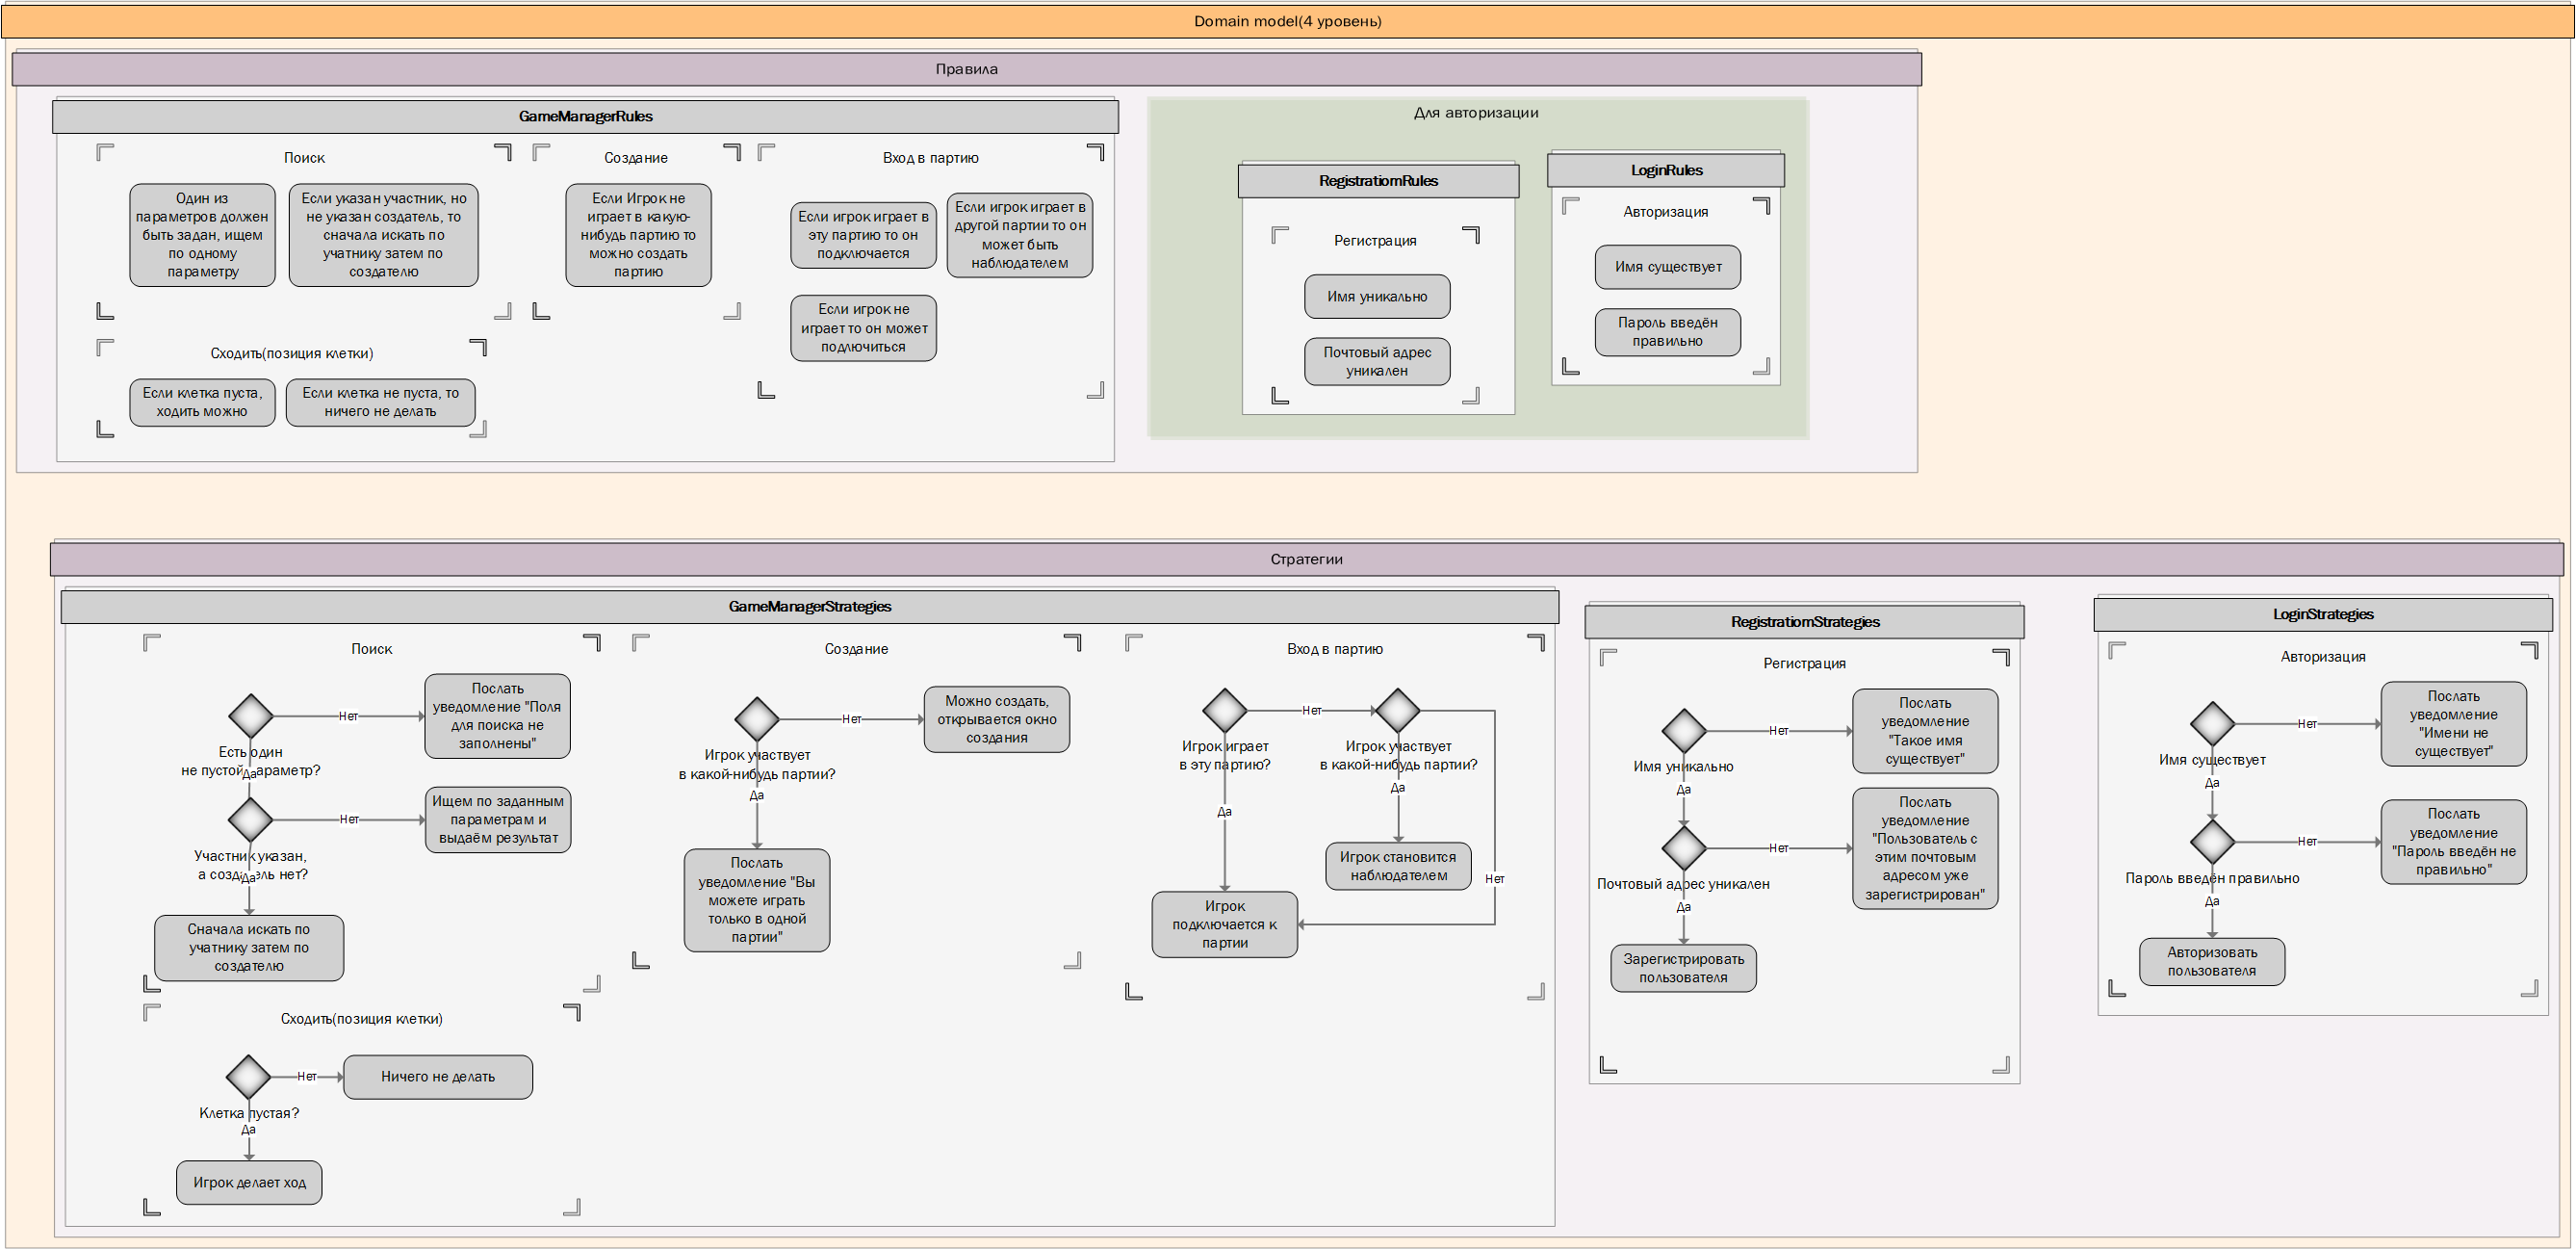 Domain model(4 уровень)
Правила
GameManagerRules
Поиск
Один из
параметров должен
быть задан, ищем
по одному
параметру
Если указан участник, но
не указан создатель, то
сначала искать по
учатнику затем по
создателю
Создание
Если Игрок не
играет в какую-
нибудь партию то
можно создать
партию
Вход в партию
Если игрок играет в
эту партию то он
подключается
Если игрок играет в
другой партии то он
может быть
наблюдателем
Если игрок не
играет то он может
подлючиться
Сходить(позиция клетки)
Если клетка пуста,
ходить можно
Если клетка не пуста, то
ничего не делать
Для авторизации
RegistratiomRules
Регистрация
Имя уникально
Почтовый адрес
уникален
LoginRules
Авторизация
Имя существует
Пароль введён
правильно
Стратегии
GameManagerStrategies
Поиск
Нет
Послать
уведомление "Поля
для поиска не
заполнены"
Есть один
не пустой параметр?
Да
Нет
Ищем по заданным
параметрам и
выдаём результат
Участник указан,
а создатель нет?
Да
Сначала искать по
учатнику затем по
создателю
Создание
Нет
Можно создать,
открывается окно
создания
Игрок участвует
в какой-нибудь партии?
Да
Послать
уведомление "Вы
можете играть
только в одной
партии"
Вход в партию
Нет
Игрок играет
в эту партию?
Да
Игрок участвует
в какой-нибудь партии?
Да
Игрок становится
наблюдателем
Нет
Игрок
подключается к
партии
Сходить(позиция клетки)
Нет
Ничего не делать
Клетка пустая?
Да
Игрок делает ход
RegistratiomStrategies
Регистрация
Нет
Послать
уведомление
"Такое имя
существует"
Имя уникально
Да
Нет
Послать
уведомление
"Пользователь с
этим почтовым
адресом уже
зарегистрирован"
Почтовый адрес уникален
Да
Зарегистрировать
пользователя
LoginStrategies
Авторизация
Нет
Послать
уведомление
"Имени не
существует"
Имя существует
Да
Нет
Послать
уведомление
"Пароль введён не
правильно"
Пароль введён правильно
Да
Авторизовать
пользователя